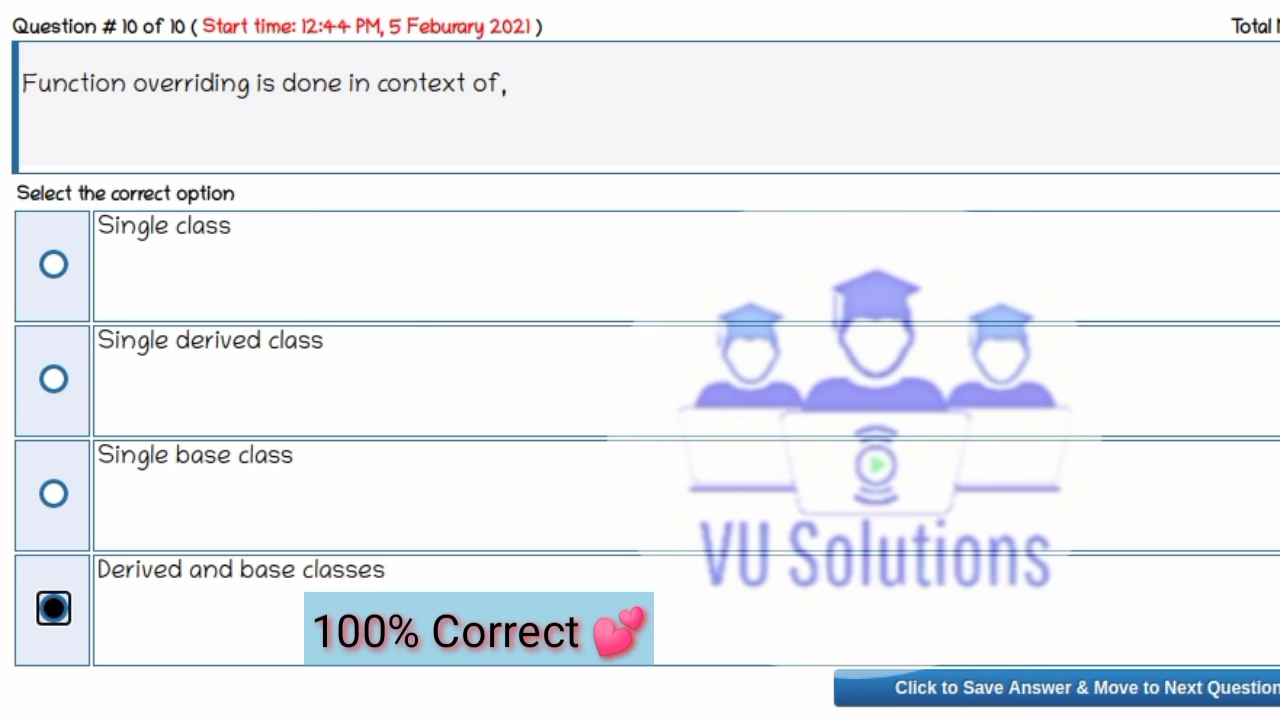 Question # 10 of 10 ( Start time: 12:44 PM, 5 Feburary 2021 )
Total
Function overriding is done in context of,
Select the correct option
Single class
Single derived class
Single base class
Derived and base classes
100% Correct 💕
VU Solutions
Click to Save Answer & Move to Next Question